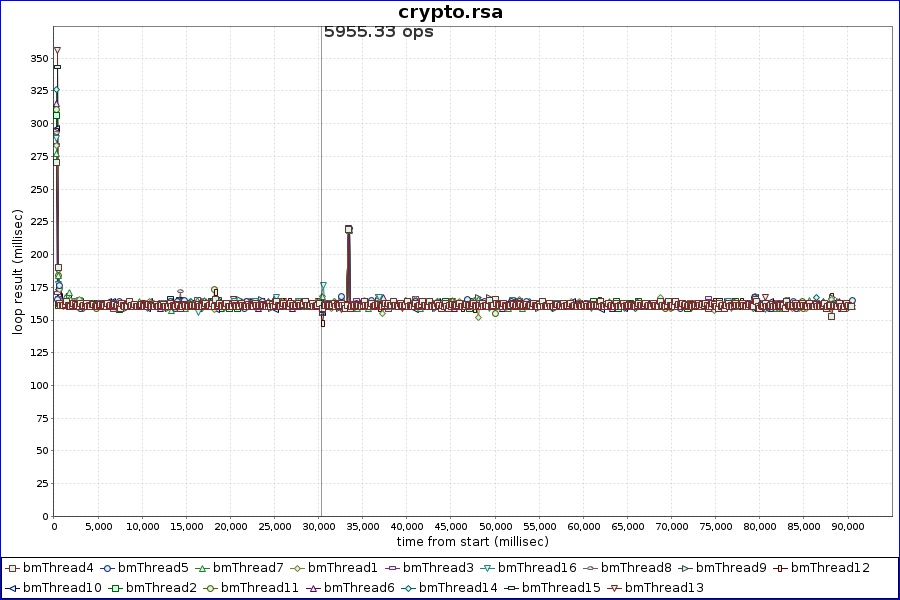 crypto.rsa
5955.33 ops
350
325
300
275
250
225
200
175
150
125
100
75
50
25
0
loop result (millisec)
0 5,000 10,000 15,000 20,000 25,000 30,000 35,000 40,000 45,000 50,000 55,000 60,000 65,000 70,000 75,000 80,000 85,000 90,000
time from start (millisec)
bmThread4 bmThread5 bmThread7 bmThread1 bmThread3 bmThread16 bmThread8 bmThread9 bmThread12
bmThread10 bmThread2 bmThread11 bmThread6 bmThread14 bmThread15 bmThread13